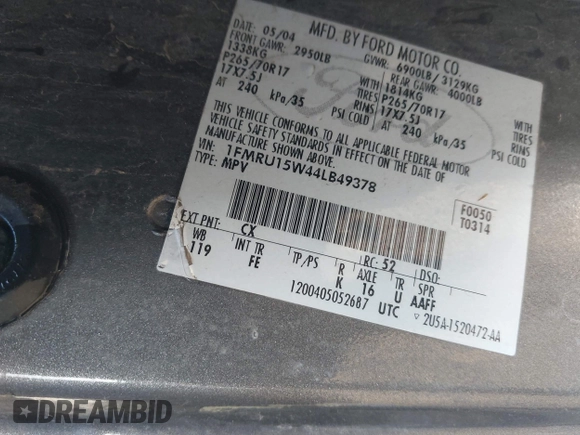 MFD. BY FORD MOTOR CO.
DATE: 05/04 GVWR: 6900LB / 3129KG
FRONT GAWR: 2950LB REAR GAWR: 4000LB
1338KG WITH 1814KG WITH
P265/70R17 TIRES P265/70R17 TIRES
17X7.5J RIMS 17X7.5J RIMS
AT 240 kPa/35 PSI COLD AT 240 kPa/35 PSI COLD
THIS VEHICLE CONFORMS TO ALL APPLICABLE FEDERAL MOTOR
VEHICLE SAFETY STANDARDS IN EFFECT ON THE DATE OF
MANUFACTURE SHOWN ABOVE.
1FMRU15W44LB49378
TYPE: MPV
F0050
T0314
EXT PNT: CX RC: 52 DSO:
WB INT TR TP/PS R AXLE TR SPR
119 FE K 16 U AAFF
1200405052687 UTC ▽ 2U5A-1520472-AA
Ford
DREAMBID